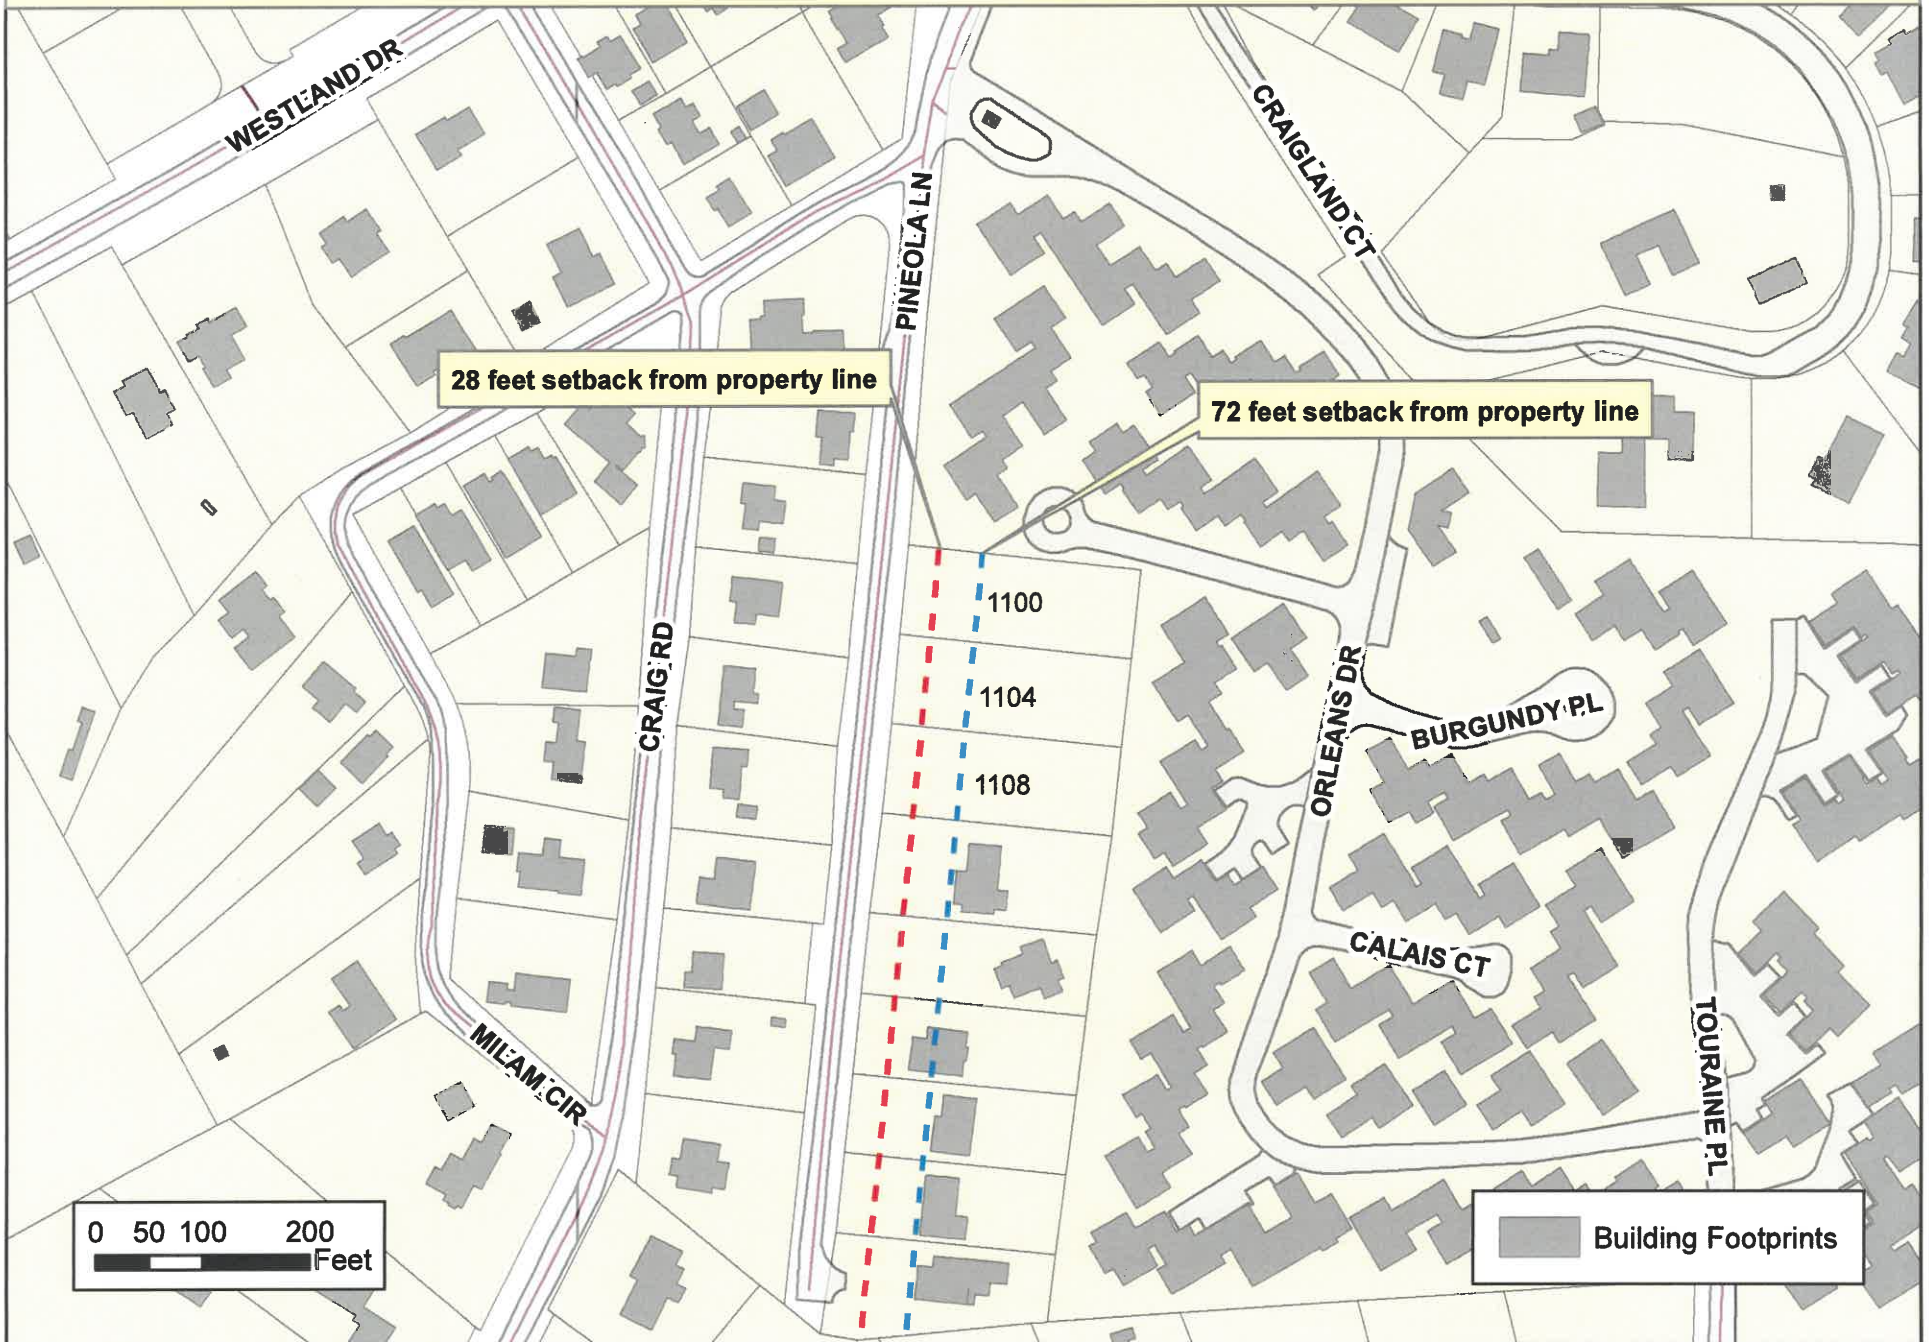 WESTLAND DR
CRAIGLAND CT
PINEOLA LN
28 feet setback from property line
72 feet setback from property line
1100
1104
1108
CRAIG RD
ORLEANS DR
BURGUNDY PL
CALAIS CT
TOURAINE PL
MILAM CIR
0 50 100 200
Feet
Building Footprints